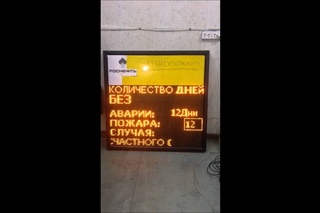 РОСНЕФТЬ
КОЛИЧЕСТВО ДНЕЙ
БЕЗ
АВАРИИ: 12Дни
ПОЖАРА: 12
СЛУЧАЯ:
ЧАСТНОГО С